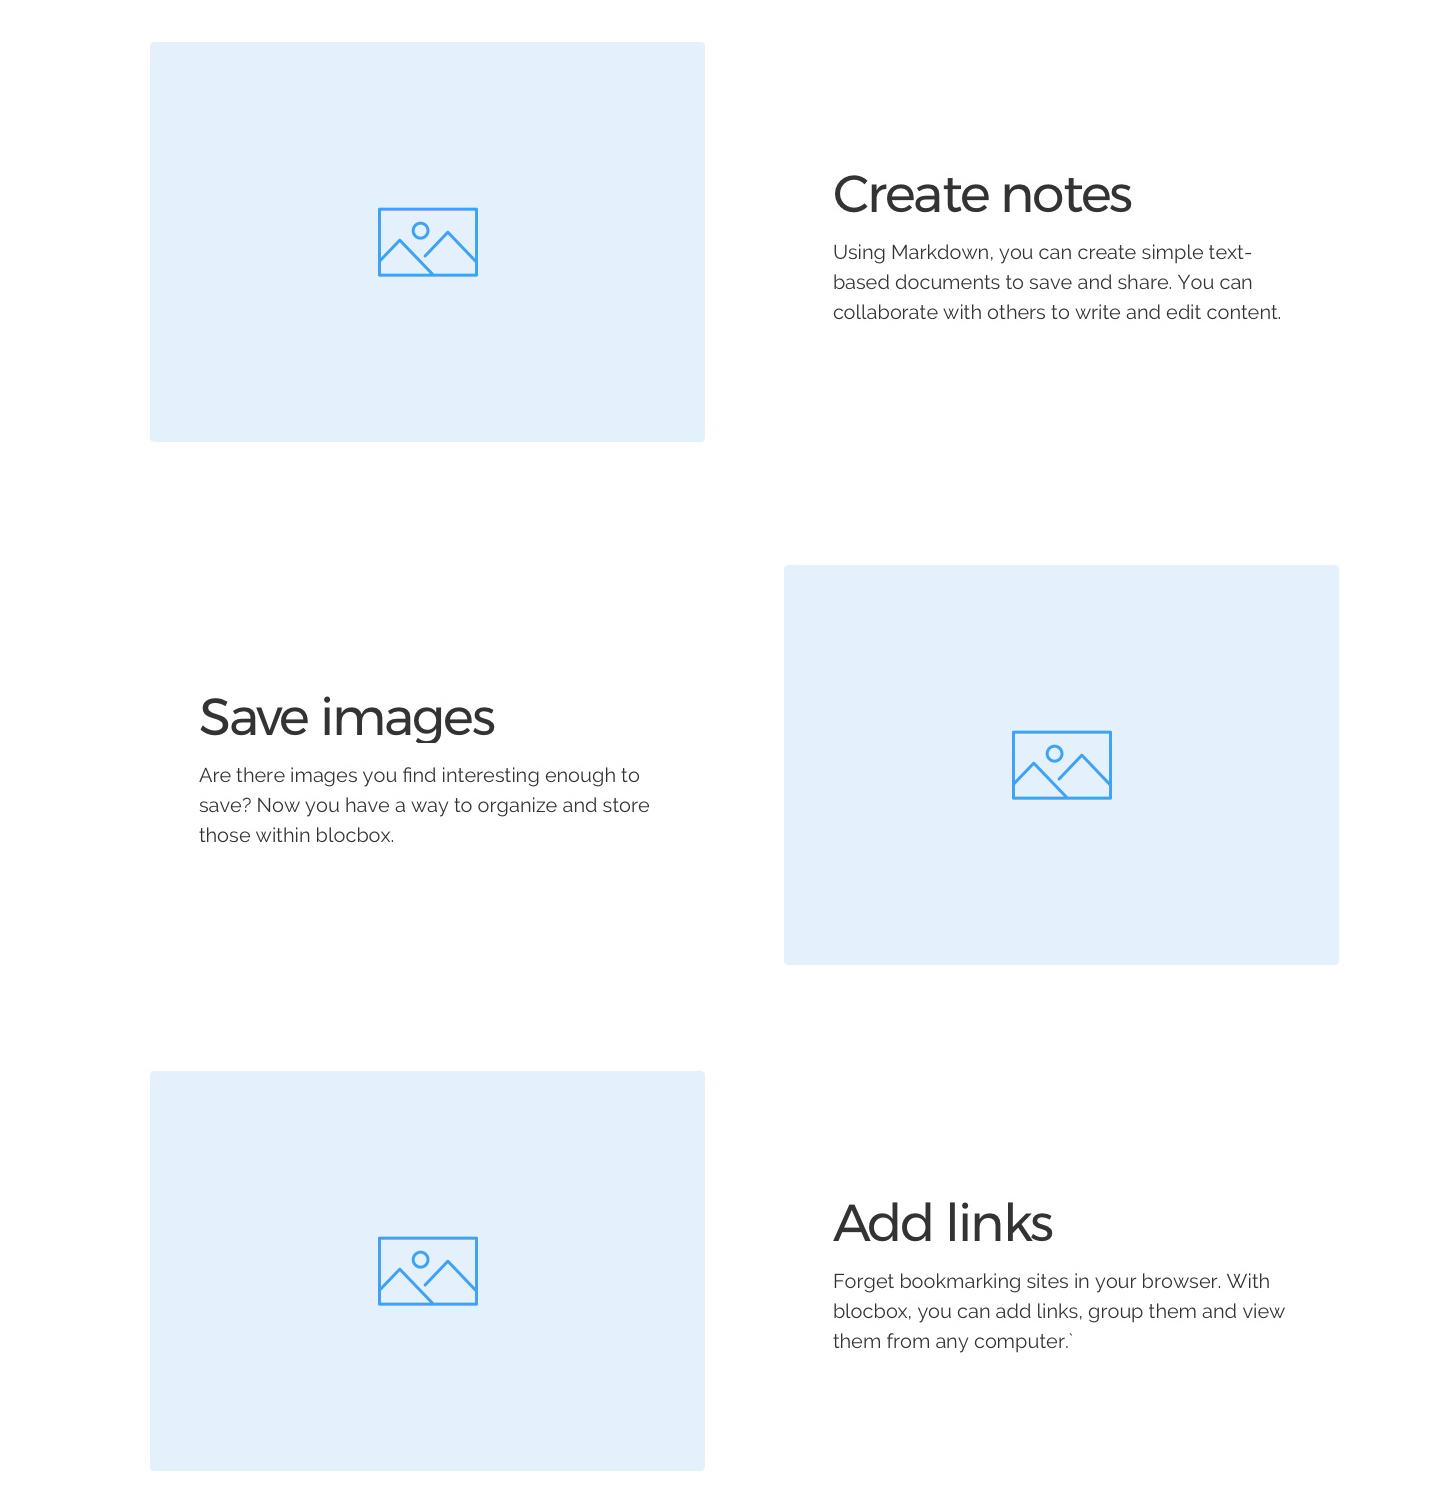 Create notes
Using Markdown, you can create simple text-
based documents to save and share. You can
collaborate with others to write and edit content.
Save images
Are there images you find interesting enough to
save? Now you have a way to organize and store
those within blocbox.
Add links
Forget bookmarking sites in your browser. With
blocbox, you can add links, group them and view
them from any computer.`